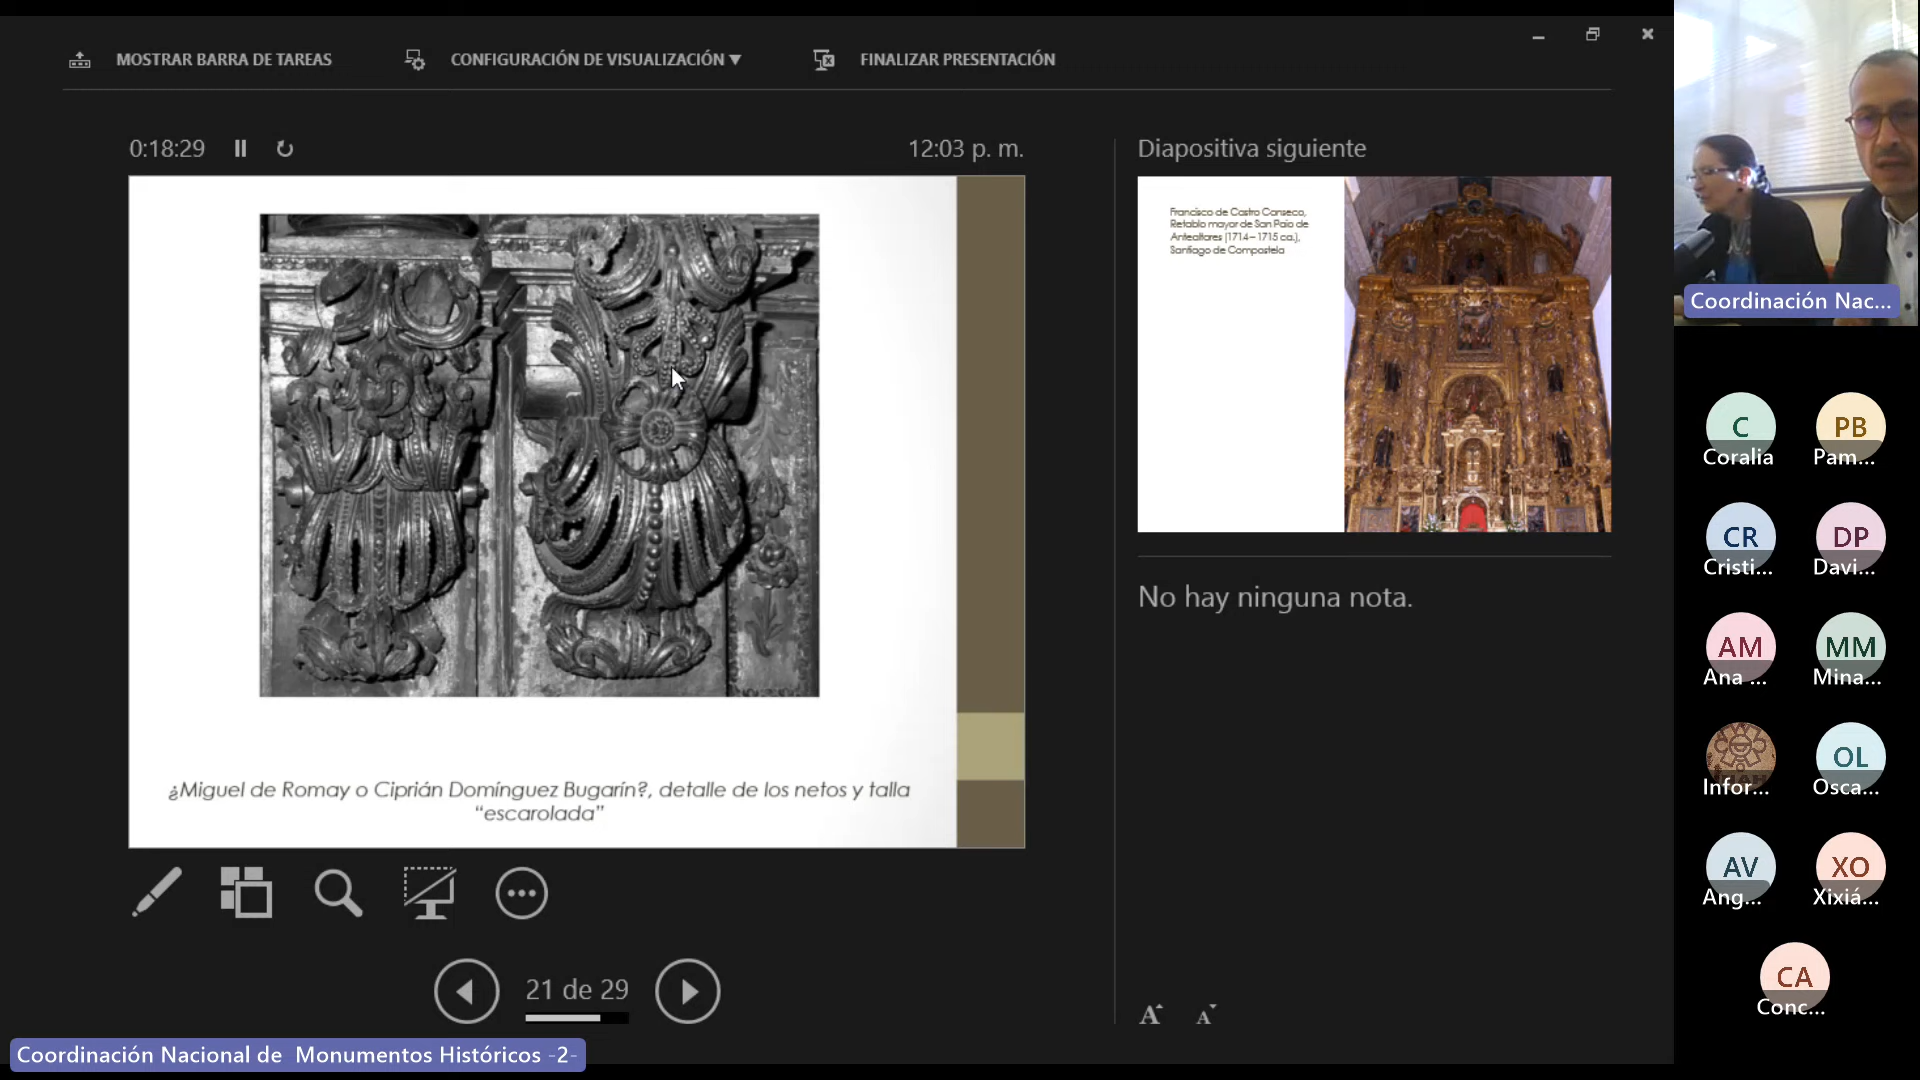 MOSTRAR BARRA DE TAREAS
CONFIGURACIÓN DE VISUALIZACIÓN ▼
FINALIZAR PRESENTACIÓN
0:18:29
12:03 p. m.
Diapositiva siguiente
Francisco de Castro Canseco,
Retablo mayor de San Paio de
Antealtares (1714 – 1715 ca.),
Santiago de Compostela
No hay ninguna nota.
¿Miguel de Romay o Ciprián Domínguez Bugarín?, detalle de los netos y talla
“escarolada”
21 de 29
A A
Coordinación Nacional de Monumentos Históricos -2-
Coordinación Nac...
C PB
Coralia Pam...
CR DP
Cristi... Davi...
AM MM
Ana ... Mina...
OL
Infor... Osca...
AV XO
Ang... Xixiá...
CA
Conc...